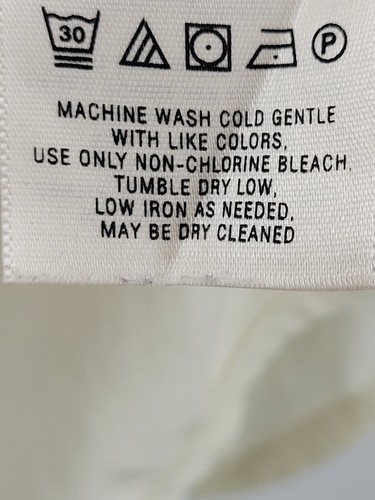 30 P
MACHINE WASH COLD GENTLE
WITH LIKE COLORS,
USE ONLY NON-CHLORINE BLEACH,
TUMBLE DRY LOW,
LOW IRON AS NEEDED,
MAY BE DRY CLEANED